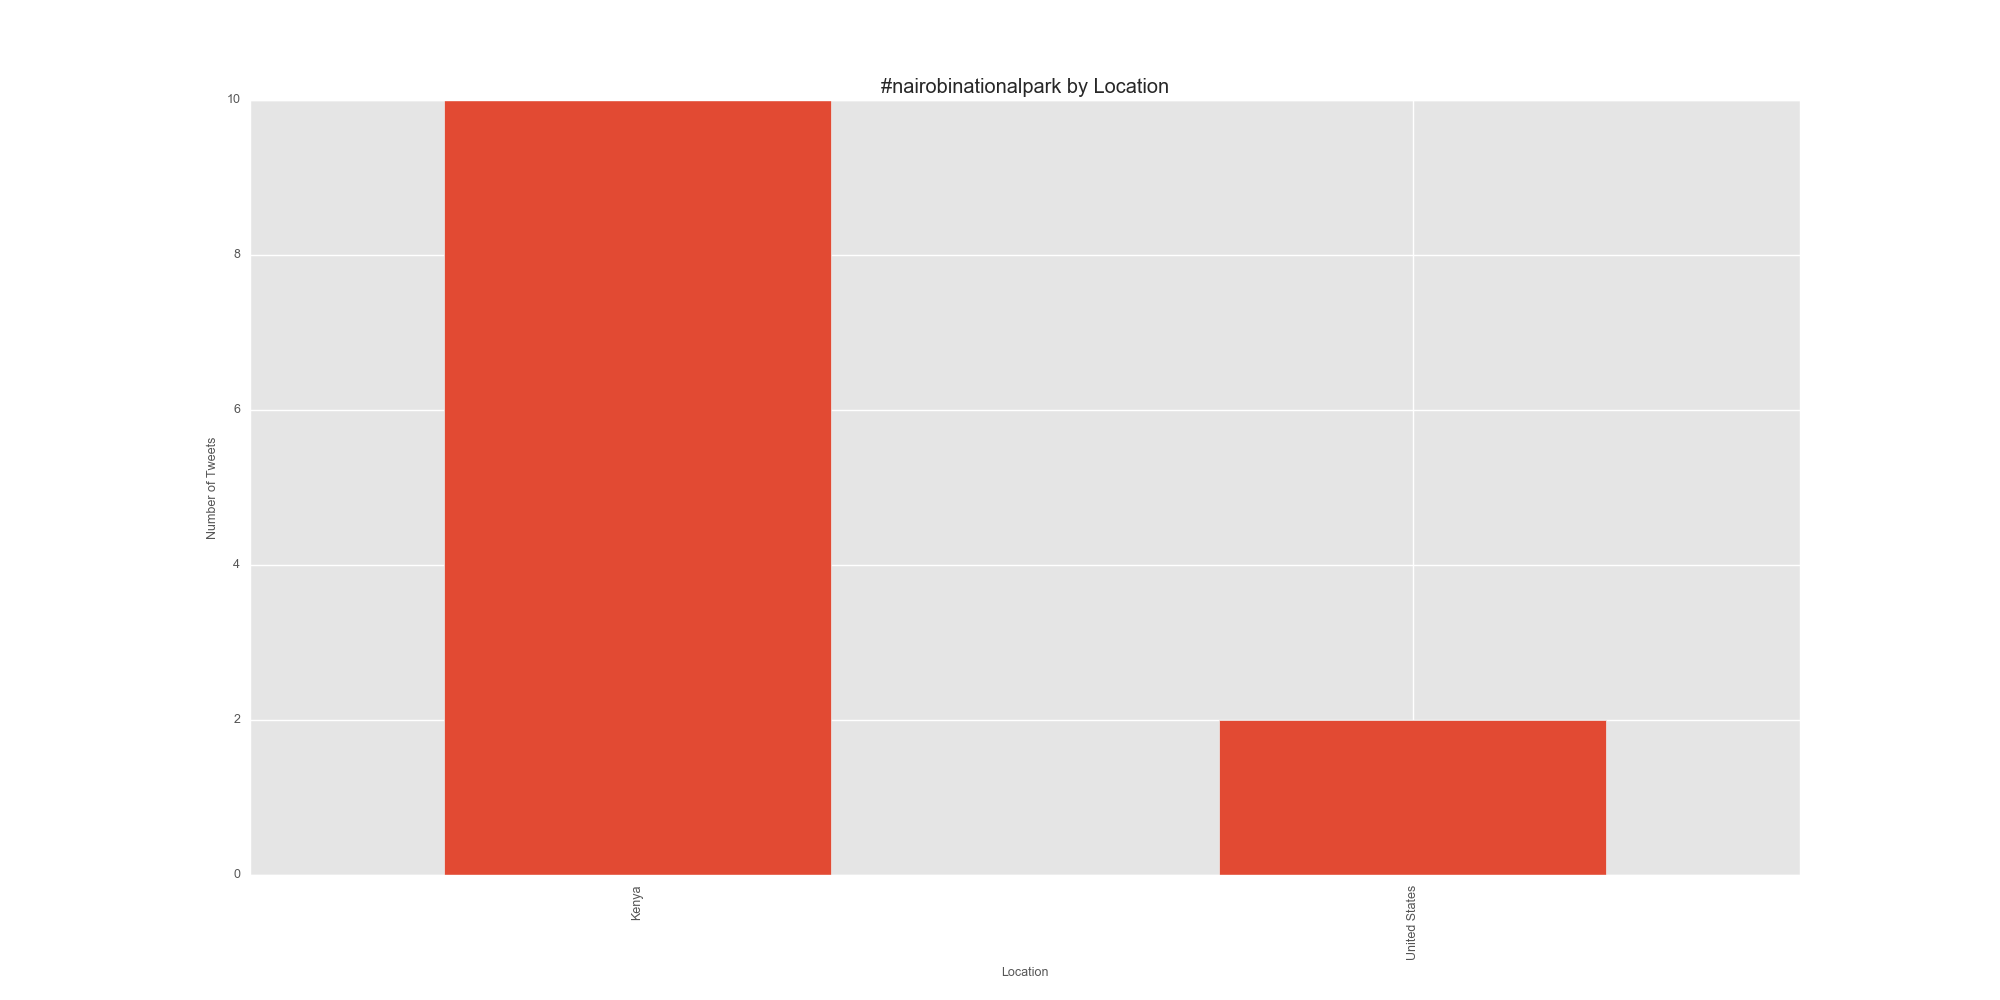 #nairobinationalpark by Location
10
8
6
4
2
0
Number of Tweets
Kenya
United States
Location